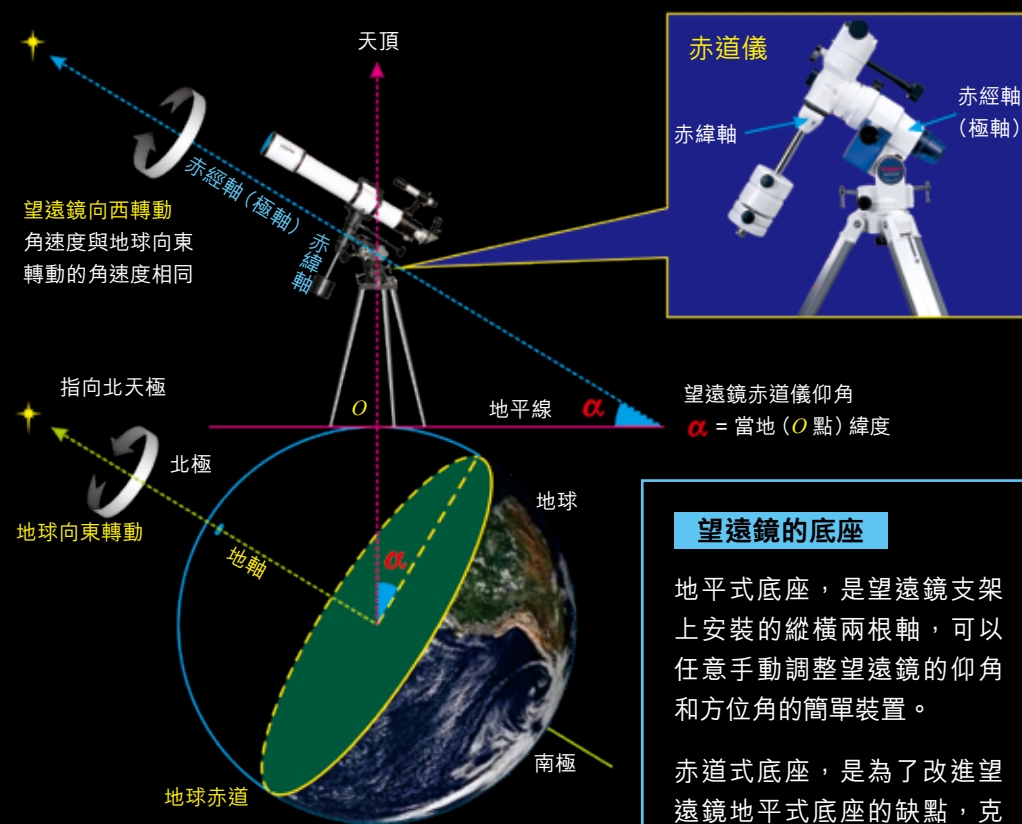 天頂
赤道儀
赤緯軸
赤經軸
（極軸）
赤經軸（極軸）
赤緯軸
望遠鏡向西轉動
角速度與地球向東
轉動的角速度相同
指向北天極
O
地平線
α
望遠鏡赤道儀仰角
α = 當地（O 點）緯度
北極
地球
地球向東轉動
地軸
α
南極
地球赤道
望遠鏡的底座
地平式底座，是望遠鏡支架
上安裝的縱橫兩根軸，可以
任意手動調整望遠鏡的仰角
和方位角的簡單裝置。
赤道式底座，是為了改進望
遠鏡地平式底座的缺點，克